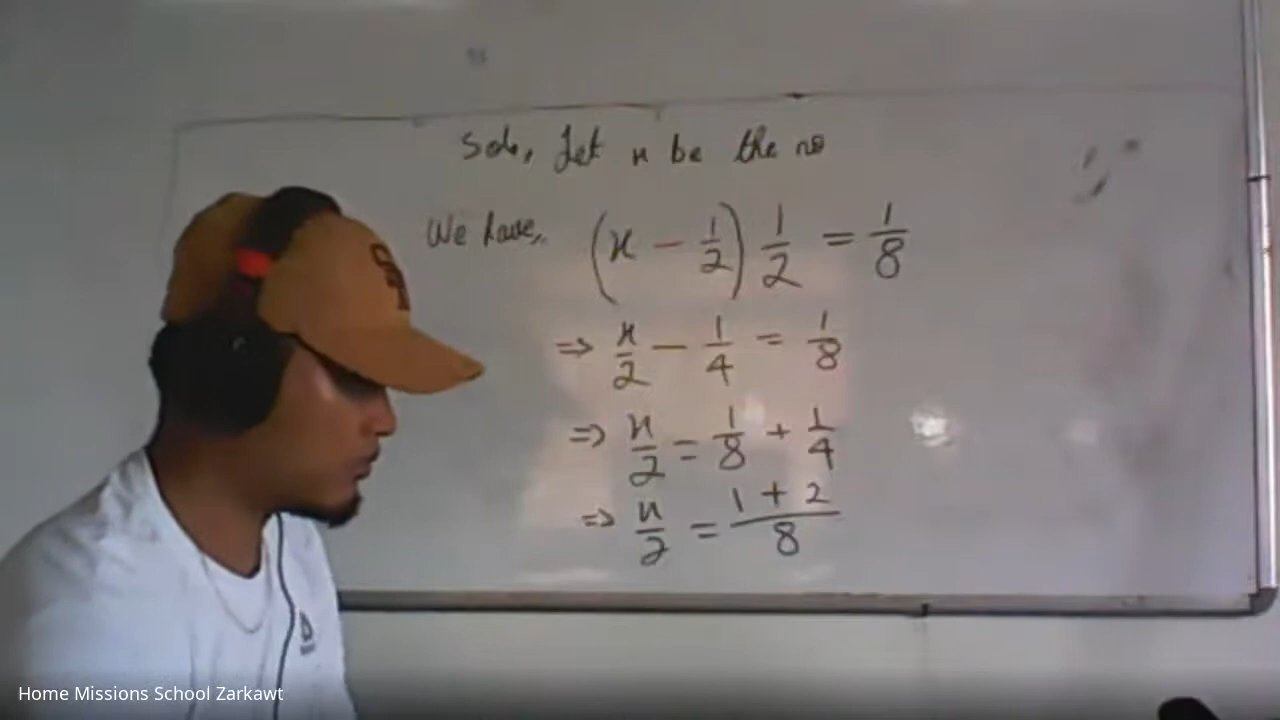 Soln, Let x be the no
We have, (x - 1/2) 1/2 = 1/8
⇒ x/2 - 1/4 = 1/8
⇒ x/2 = 1/8 + 1/4
⇒ x/2 = (1 + 2)/8
Home Missions School Zarkawt